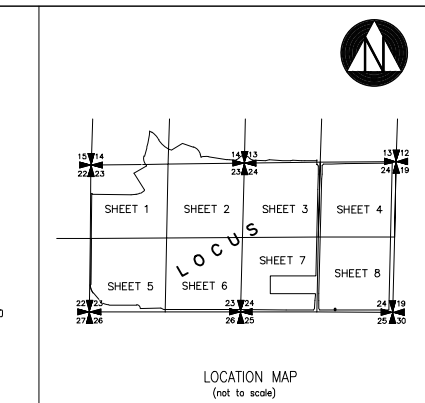 N
15 14
14 13
13 12
22 23
23 24
24 19
SHEET 1
SHEET 2
SHEET 3
SHEET 4
LOCUS
SHEET 5
SHEET 6
SHEET 7
SHEET 8
22 23
23 24
24 19
27 26
26 25
25 30
LOCATION MAP
(not to scale)